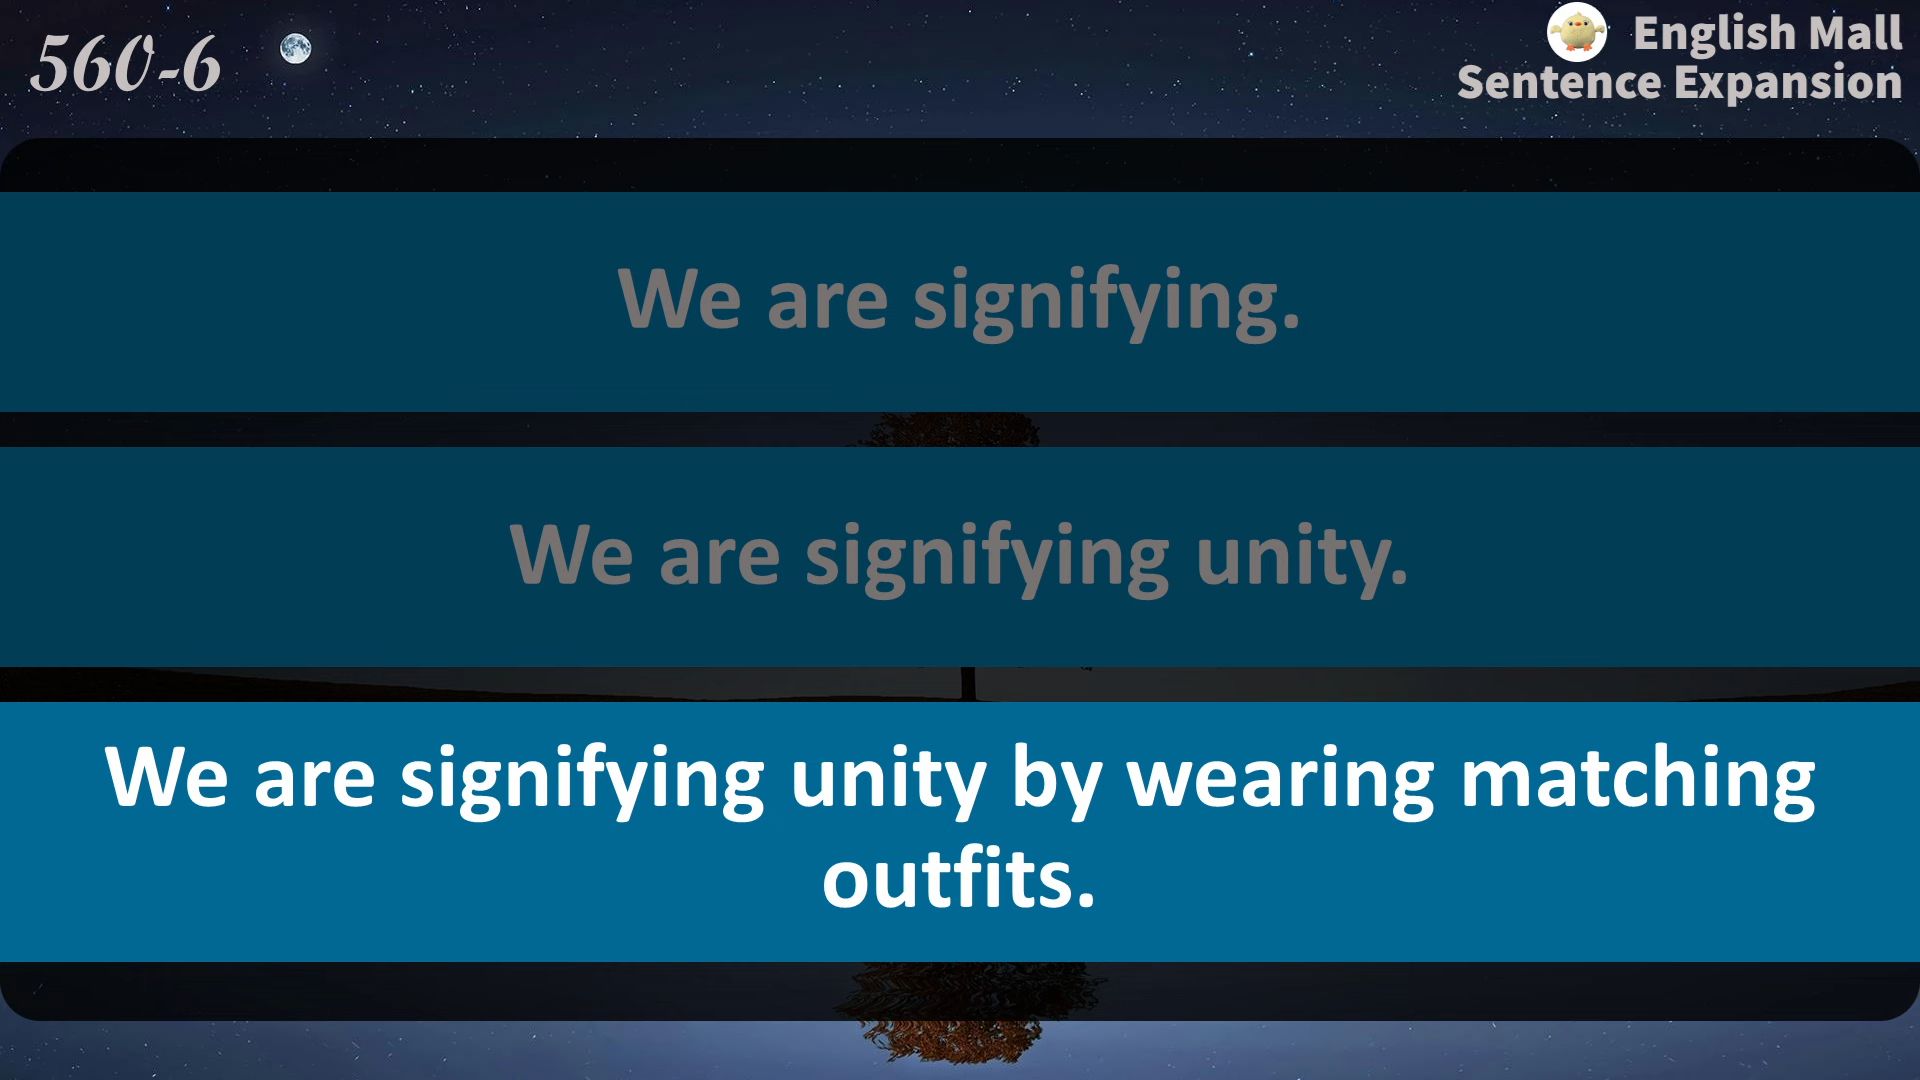 560-6
English Mall
Sentence Expansion
We are signifying.
We are signifying unity.
We are signifying unity by wearing matching
outfits.